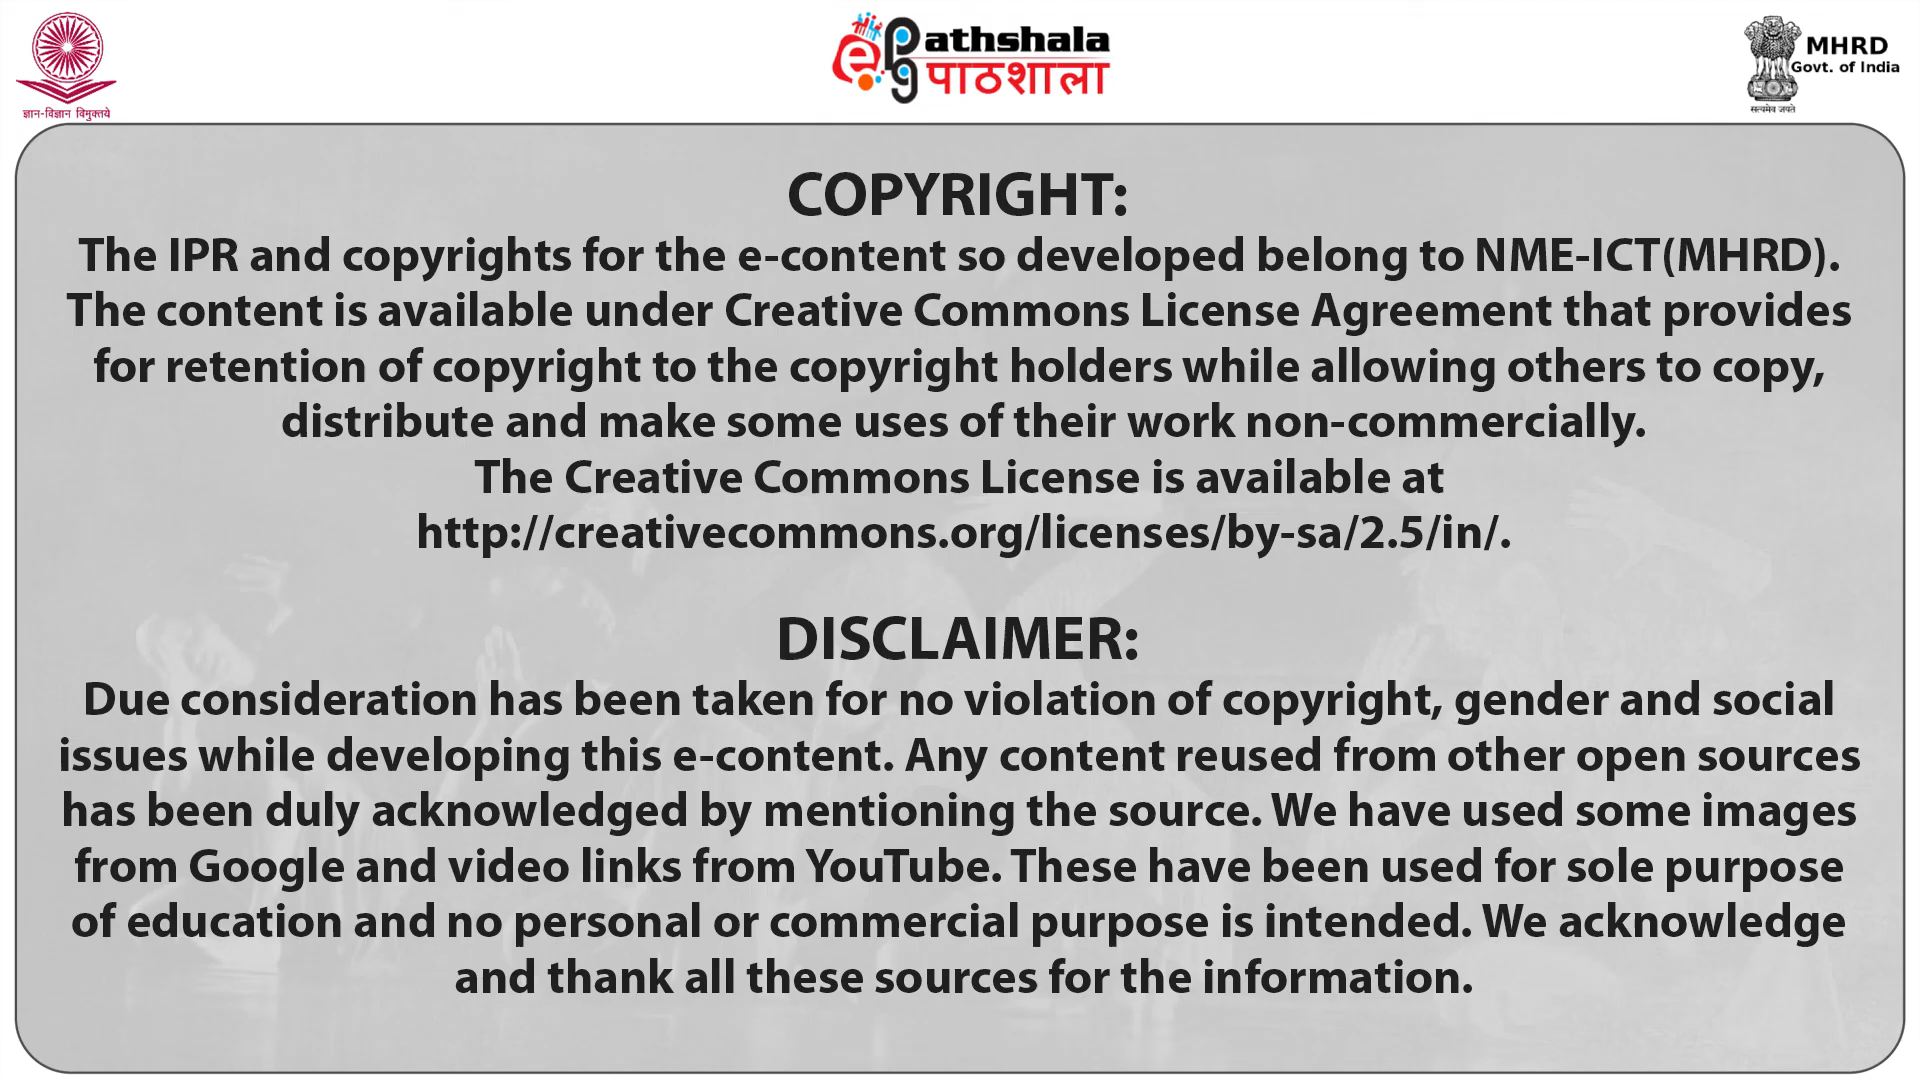 ज्ञान-विज्ञान विमुक्तये
ePG Pathshala
पाठशाला
MHRD
Govt. of India
सत्यमेव जयते
COPYRIGHT:
The IPR and copyrights for the e-content so developed belong to NME-ICT(MHRD).
The content is available under Creative Commons License Agreement that provides
for retention of copyright to the copyright holders while allowing others to copy,
distribute and make some uses of their work non-commercially.
The Creative Commons License is available at
http://creativecommons.org/licenses/by-sa/2.5/in/.
DISCLAIMER:
Due consideration has been taken for no violation of copyright, gender and social
issues while developing this e-content. Any content reused from other open sources
has been duly acknowledged by mentioning the source. We have used some images
from Google and video links from YouTube. These have been used for sole purpose
of education and no personal or commercial purpose is intended. We acknowledge
and thank all these sources for the information.